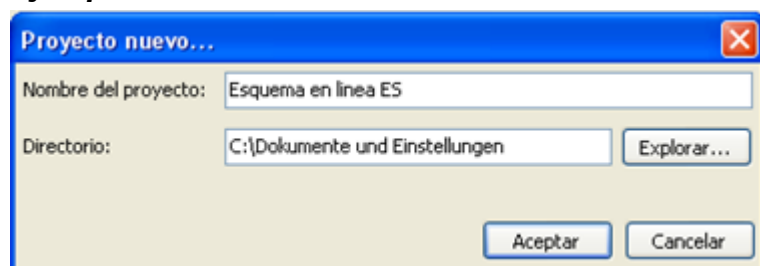 Proyecto nuevo...
Nombre del proyecto: Esquema en linea ES
Directorio: C:\Dokumente und Einstellungen Explorar...
Aceptar Cancelar